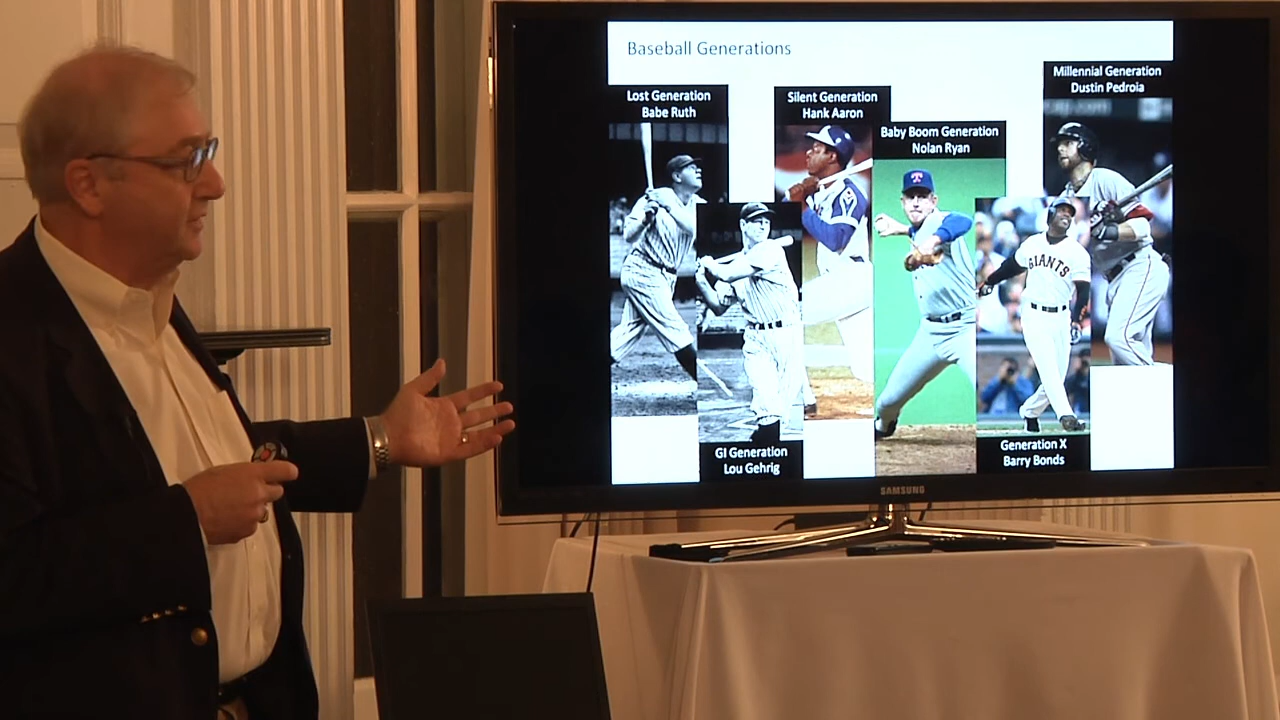 Baseball Generations
Lost Generation
Babe Ruth
GI Generation
Lou Gehrig
Silent Generation
Hank Aaron
Baby Boom Generation
Nolan Ryan
T
Generation X
Barry Bonds
GIANTS
Millennial Generation
Dustin Pedroia
SAMSUNG